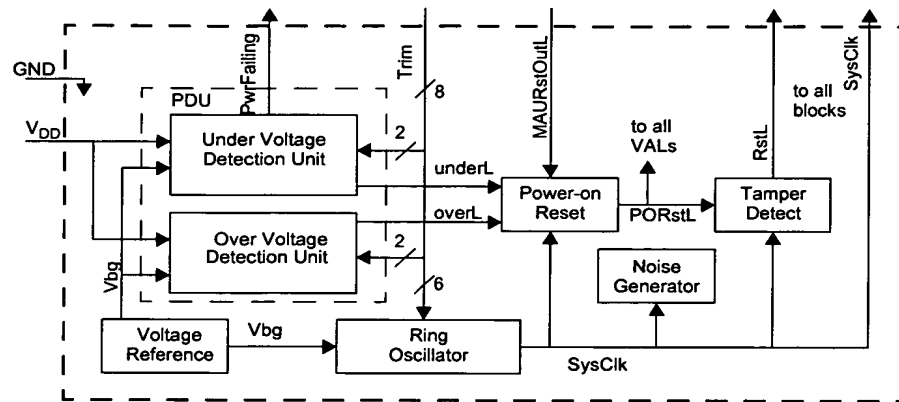 GND
V_DD
PDU
PwrFailing
Trim
8
MAURstOutL
to all
blocks
RstL
SysClk
Under Voltage
Detection Unit
2
underL
to all
VALs
Power-on
Reset
PORstL
Tamper
Detect
overL
Over Voltage
Detection Unit
2
6
Vbg
Noise
Generator
Voltage
Reference
Vbg
Ring
Oscillator
SysClk